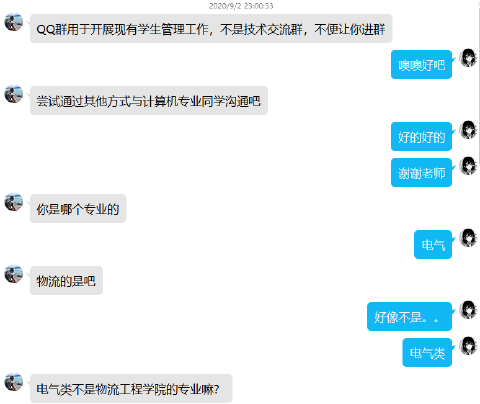 2020/9/2 23:00:53
QQ群用于开展现有学生管理工作，不是技术交流群，不便让你进群
噢噢好吧
尝试通过其他方式与计算机专业同学沟通吧
好的好的
谢谢老师
你是哪个专业的
电气
物流的是吧
好像不是。。
电气类
电气类不是物流工程学院的专业嘛？